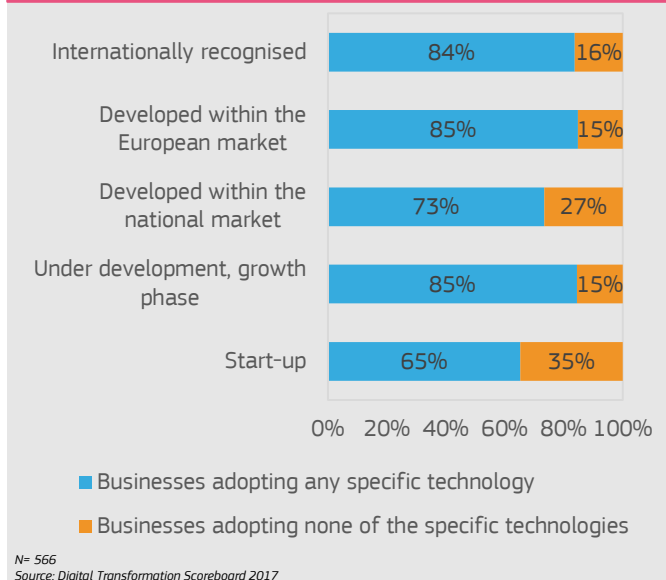 Internationally recognised
84% 16%
Developed within the
European market
85% 15%
Developed within the
national market
73% 27%
Under development, growth
phase
85% 15%
Start-up
65% 35%
0% 20% 40% 60% 80% 100%
Businesses adopting any specific technology
Businesses adopting none of the specific technologies
N= 566
Source: Digital Transformation Scoreboard 2017